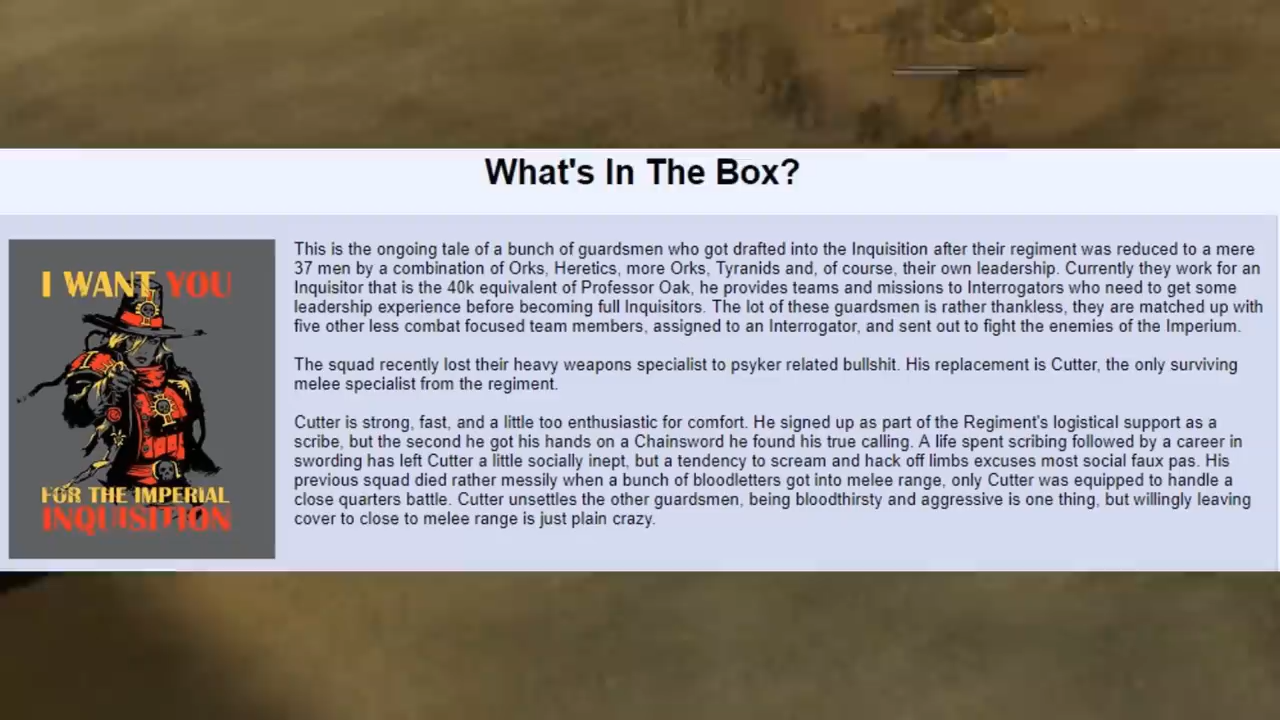 What's In The Box?
I WANT YOU
FOR THE IMPERIAL
INQUISITION
This is the ongoing tale of a bunch of guardsmen who got drafted into the Inquisition after their regiment was reduced to a mere
37 men by a combination of Orks, Heretics, more Orks, Tyranids and, of course, their own leadership. Currently they work for an
Inquisitor that is the 40k equivalent of Professor Oak, he provides teams and missions to Interrogators who need to get some
leadership experience before becoming full Inquisitors. The lot of these guardsmen is rather thankless, they are matched up with
five other less combat focused team members, assigned to an Interrogator, and sent out to fight the enemies of the Imperium.
The squad recently lost their heavy weapons specialist to psyker related bullshit. His replacement is Cutter, the only surviving
melee specialist from the regiment.
Cutter is strong, fast, and a little too enthusiastic for comfort. He signed up as part of the Regiment's logistical support as a
scribe, but the second he got his hands on a Chainsword he found his true calling. A life spent scribing followed by a career in
swording has left Cutter a little socially inept, but a tendency to scream and hack off limbs excuses most social faux pas. His
previous squad died rather messily when a bunch of bloodletters got into melee range, only Cutter was equipped to handle a
close quarters battle. Cutter unsettles the other guardsmen, being bloodthirsty and aggressive is one thing, but willingly leaving
cover to close to melee range is just plain crazy.